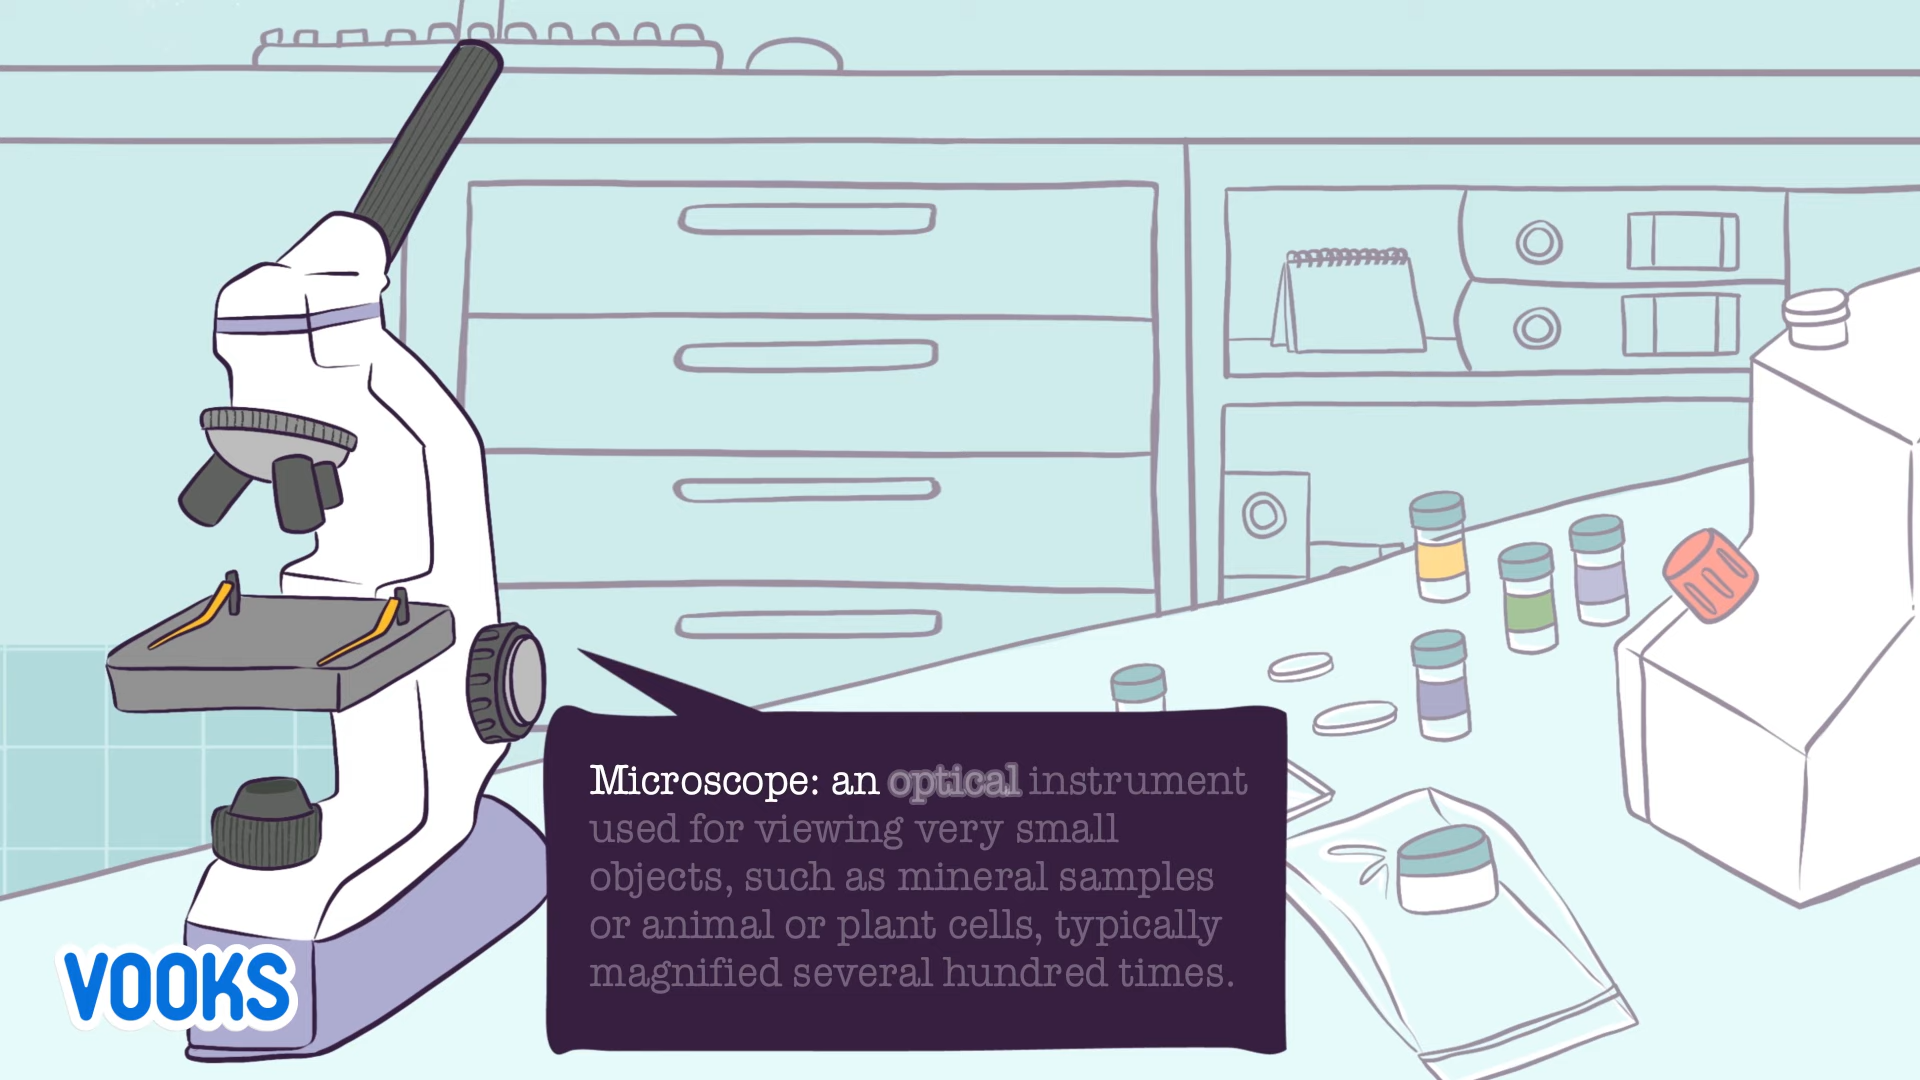 Microscope: an optical instrument
used for viewing very small
objects, such as mineral samples
or animal or plant cells, typically
magnified several hundred times.
VOOKS